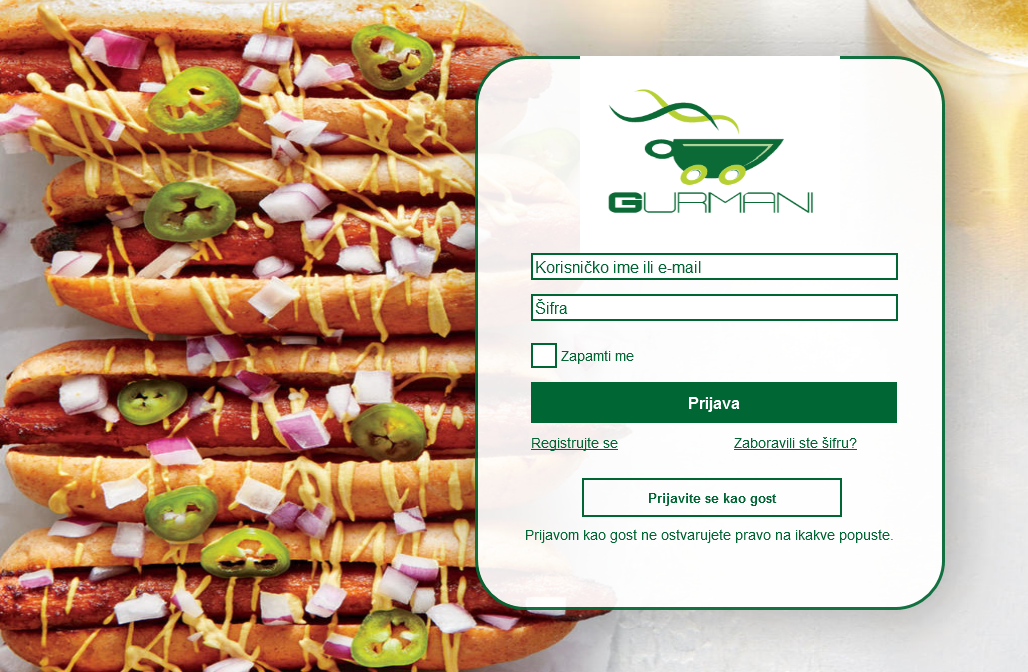 GURMANI
Korisničko ime ili e-mail
Šifra
Zapamti me
Prijava
Registrujte se
Zaboravili ste šifru?
Prijavite se kao gost
Prijavom kao gost ne ostvarujete pravo na ikakve popuste.